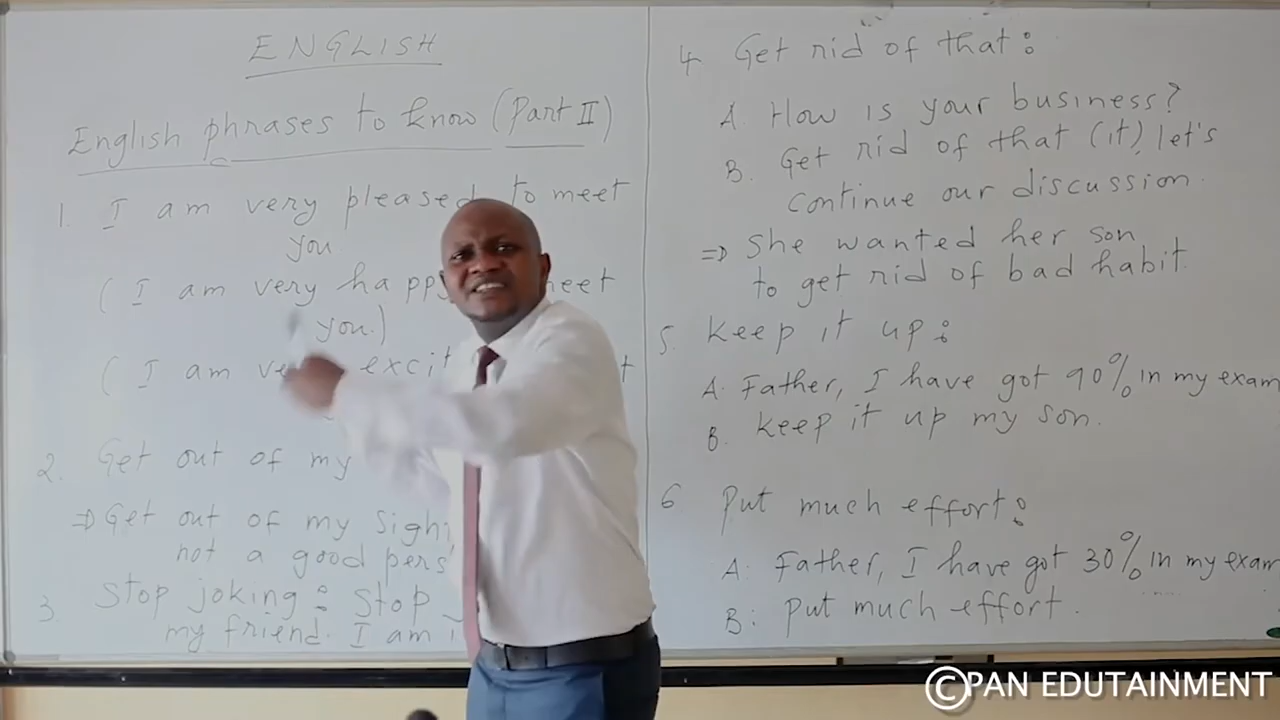 ENGLISH
English phrases to know (Part II)
1. I am very pleased to meet
you.
( I am very happy meet
you.)
( I am
2. Get out of my
=> Get out of my
not a good
3. Stop joking : Stop
my friend. I am
4 Get rid of that :
A. How is your business?
B. Get rid of that (it) let's
continue our discussion.
=> She wanted her son
to get rid of bad habit.
5. Keep it up :
A. Father, I have got 90% in my exam
B. Keep it up my son.
6 Put much effort :
A. Father, I have got 30% in my exam
B: Put much effort.
©PAN EDUTAINMENT